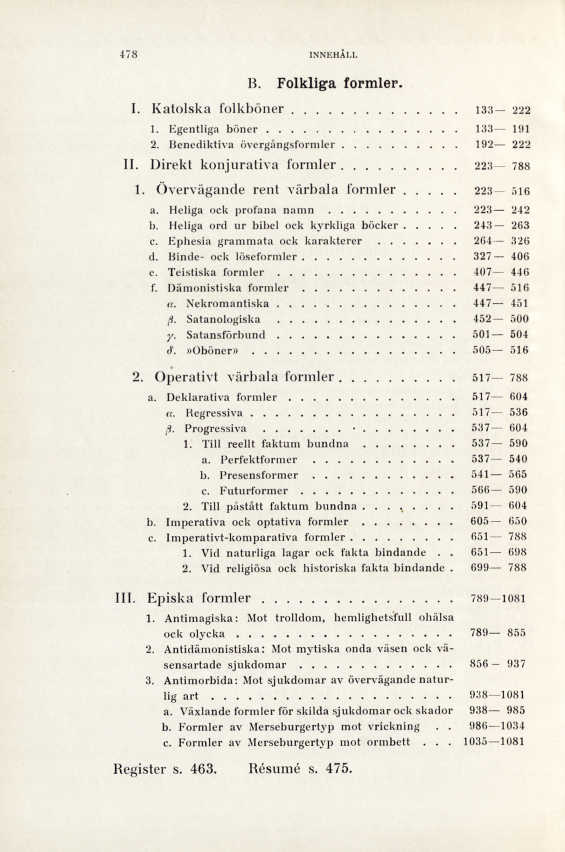 478 INNEHÅLL
B. Folkliga formler.
I. Katolska folkböner . . . . . . . . . . . . . . 133— 222
1. Egentliga böner . . . . . . . . . . . . . . . . 133— 191
2. Benediktiva övergångsformler . . . . . . . . . . 192— 222
II. Direkt konjurativa formler . . . . . . . . . . 223— 788
1. Övervägande rent värbala formler . . . . . 223— 516
a. Heliga ock profana namn . . . . . . . . . . . 223— 242
b. Heliga ord ur bibel ock kyrkliga böcker . . . . . 243— 263
c. Ephesia grammata ock karakterer . . . . . . . 264— 326
d. Binde- ock löseformler . . . . . . . . . . . . . 327— 406
e. Teistiska formler . . . . . . . . . . . . . . . 407— 446
f. Dämonistiska formler . . . . . . . . . . . . . . 447— 516
α. Nekromantiska . . . . . . . . . . . . . . . 447— 451
β. Satanologiska . . . . . . . . . . . . . . . 452— 500
γ. Satansförbund . . . . . . . . . . . . . . . 501— 504
δ. »Oböner» . . . . . . . . . . . . . . . . . 505— 516
2. Operativt värbala formler . . . . . . . . . . 517— 788
a. Deklarativa formler . . . . . . . . . . . . . . 517— 604
α. Regressiva . . . . . . . . . . . . . . . . . 517— 536
β. Progressiva . . . . . . . . . . . . . . . . 537— 604
1. Till reellt faktum bundna . . . . . . . . 537— 590
a. Perfektformer . . . . . . . . . . . . 537— 540
b. Presensformer . . . . . . . . . . . . 541— 565
c. Futurformer . . . . . . . . . . . . . 566— 590
2. Till påstått faktum bundna . . . . . . . . 591— 604
b. Imperativa ock optativa formler . . . . . . . . 605— 650
c. Imperativt-komparativa formler . . . . . . . . . 651— 788
1. Vid naturliga lagar ock fakta bindande . . 651— 698
2. Vid religiösa ock historiska fakta bindande . 699— 788
III. Episka formler . . . . . . . . . . . . . . . . 789—1081
1. Antimagiska: Mot trolldom, hemlighetsfull ohälsa
ock olycka . . . . . . . . . . . . . . . . . . 789— 855
2. Antidämonistiska: Mot mytiska onda väsen ock vä-
sensartade sjukdomar . . . . . . . . . . . . . 856— 937
3. Antimorbida: Mot sjukdomar av övervägande natur-
lig art . . . . . . . . . . . . . . . . . . . . 938—1081
a. Växlande formler för skilda sjukdomar ock skador 938— 985
b. Formler av Merseburgertyp mot vrickning . . 986—1034
c. Formler av Merseburgertyp mot ormbett . . . 1035—1081
Register s. 463. Résumé s. 475.